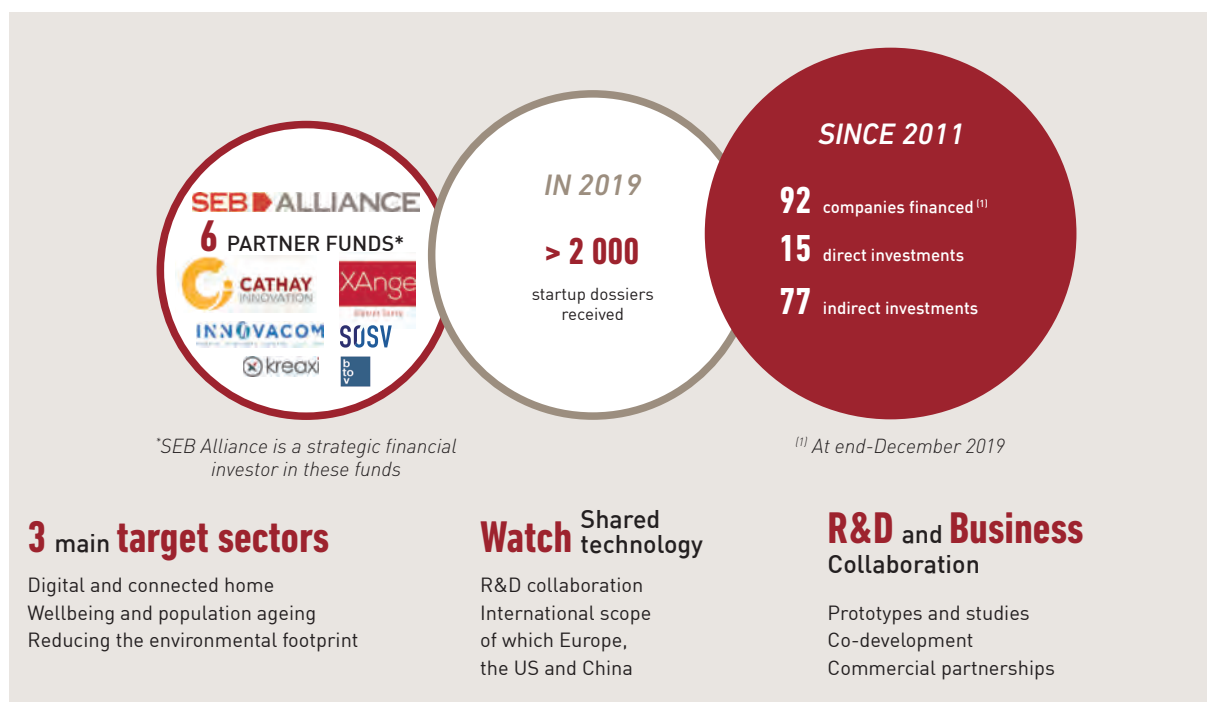 SEB ALLIANCE
6 PARTNER FUNDS*
CATHAY
INNOVATION
XAnge
INNOVACOM
SOSV
kreaxi
b
to
v
IN 2019
> 2 000
startup dossiers
received
SINCE 2011
92 companies financed (1)
15 direct investments
77 indirect investments
*SEB Alliance is a strategic financial
investor in these funds
(1) At end-December 2019
3 main target sectors
Digital and connected home
Wellbeing and population ageing
Reducing the environmental footprint
Watch Shared
technology
R&D collaboration
International scope
of which Europe,
the US and China
R&D and Business
Collaboration
Prototypes and studies
Co-development
Commercial partnerships